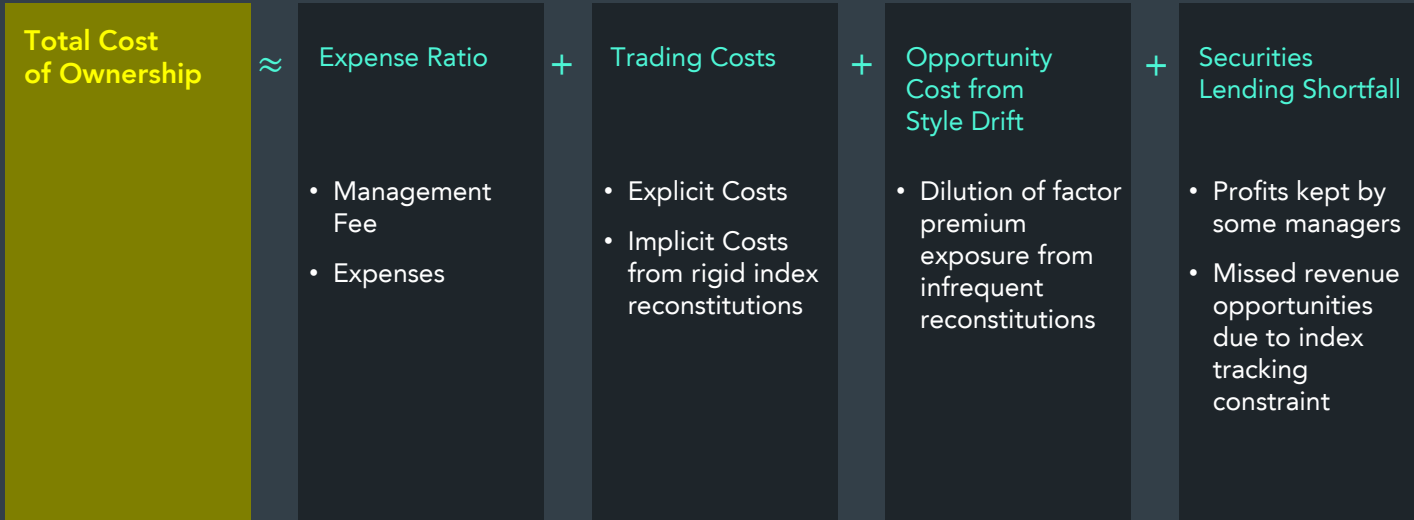 Total Cost
of Ownership
≈
Expense Ratio
• Management
Fee
• Expenses
+
Trading Costs
• Explicit Costs
• Implicit Costs
from rigid index
reconstitutions
+
Opportunity
Cost from
Style Drift
• Dilution of factor
premium
exposure from
infrequent
reconstitutions
+
Securities
Lending Shortfall
• Profits kept by
some managers
• Missed revenue
opportunities
due to index
tracking
constraint